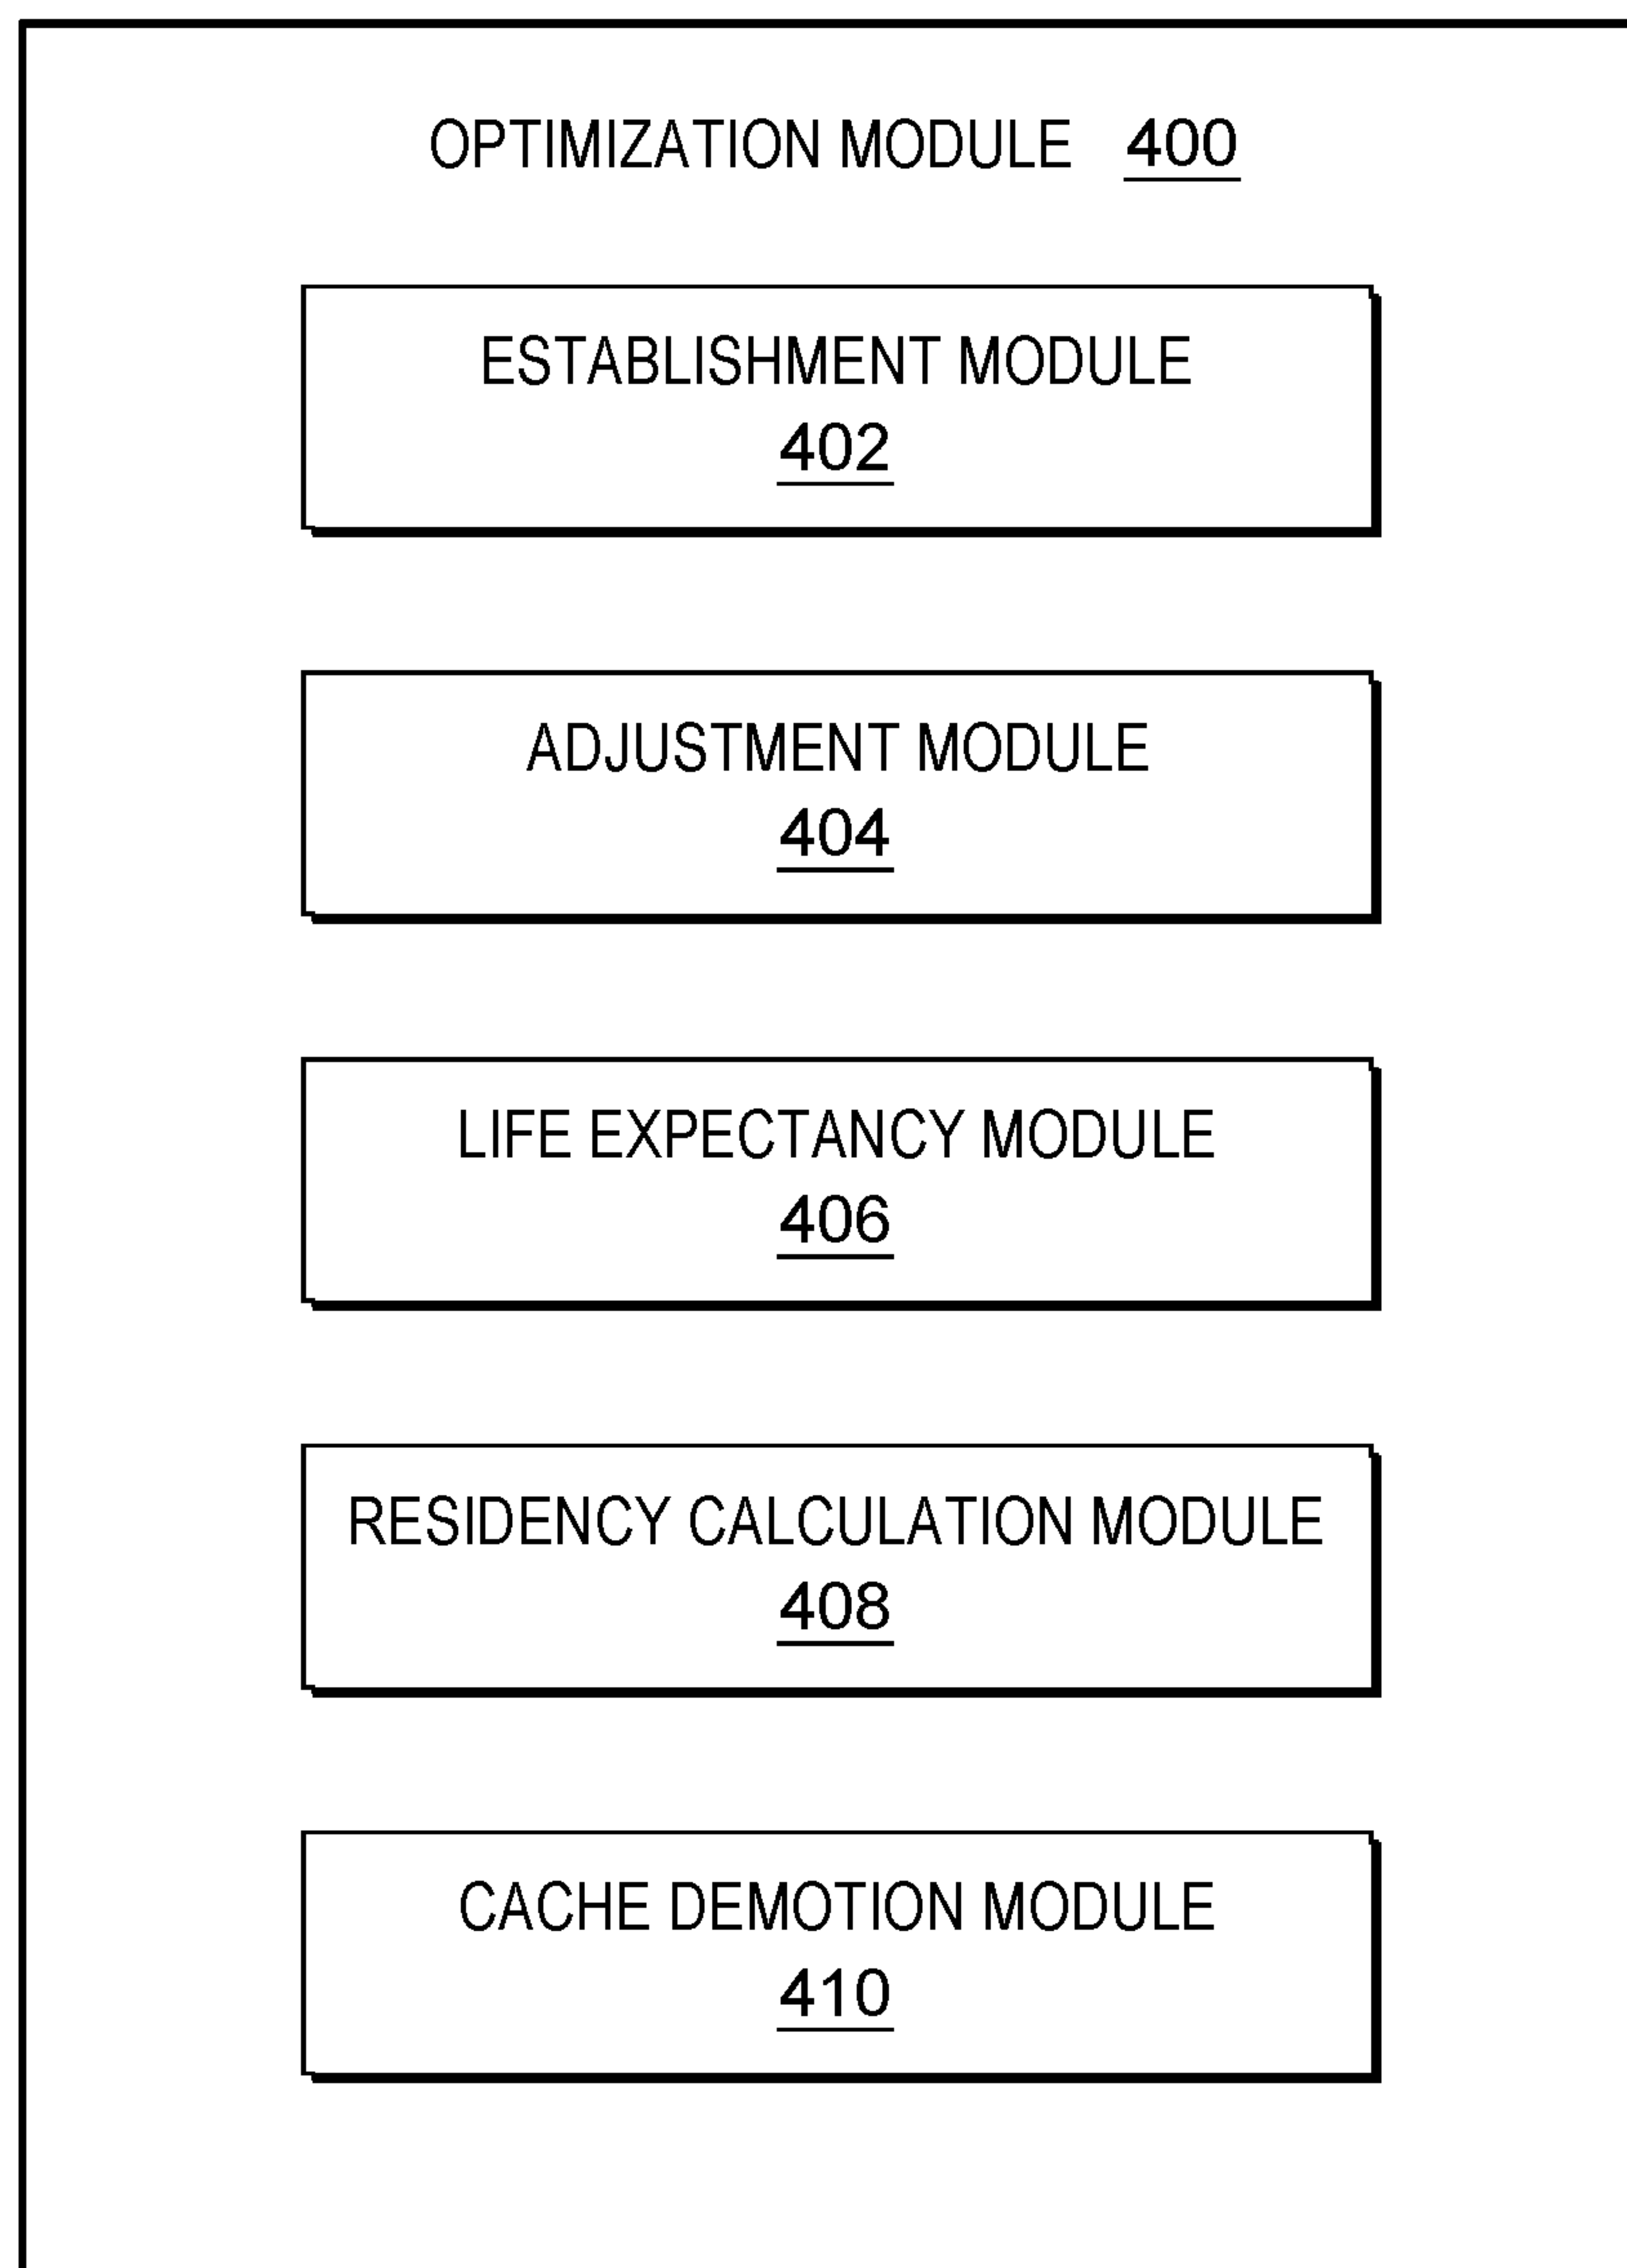 OPTIMIZATION MODULE 400
ESTABLISHMENT MODULE
402
ADJUSTMENT MODULE
404
LIFE EXPECTANCY MODULE
406
RESIDENCY CALCULATION MODULE
408
CACHE DEMOTION MODULE
410